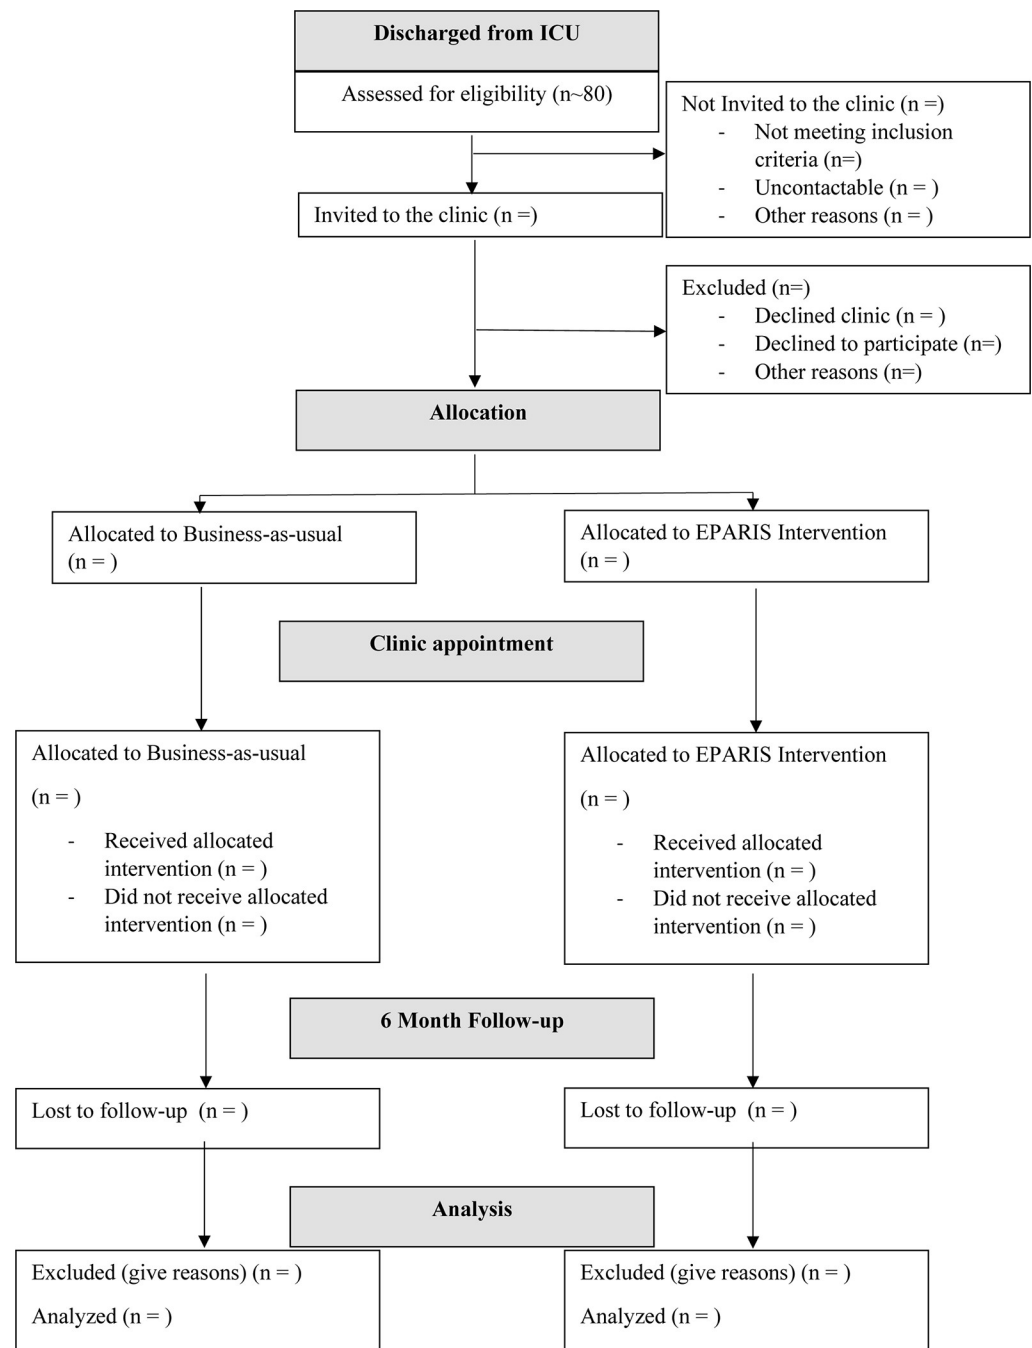 Discharged from ICU
Assessed for eligibility (n~80)
Not Invited to the clinic (n =)
- Not meeting inclusion
criteria (n=)
- Uncontactable (n = )
- Other reasons (n = )
Invited to the clinic (n =)
Excluded (n=)
- Declined clinic (n = )
- Declined to participate (n=)
- Other reasons (n=)
Allocation
Allocated to Business-as-usual
(n = )
Allocated to EPARIS Intervention
(n = )
Clinic appointment
Allocated to Business-as-usual
(n = )
- Received allocated
intervention (n = )
- Did not receive allocated
intervention (n = )
Allocated to EPARIS Intervention
(n = )
- Received allocated
intervention (n = )
- Did not receive allocated
intervention (n = )
6 Month Follow-up
Lost to follow-up (n = )
Lost to follow-up (n = )
Analysis
Excluded (give reasons) (n = )
Analyzed (n = )
Excluded (give reasons) (n = )
Analyzed (n = )